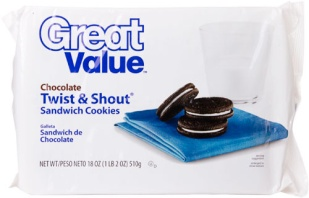 Great
Value™
Chocolate
Twist & Shout®
Sandwich Cookies
Galleta
Sandwich de
Chocolate
NET WT/PESO NETO 18 OZ (1 LB 2 OZ) 510g